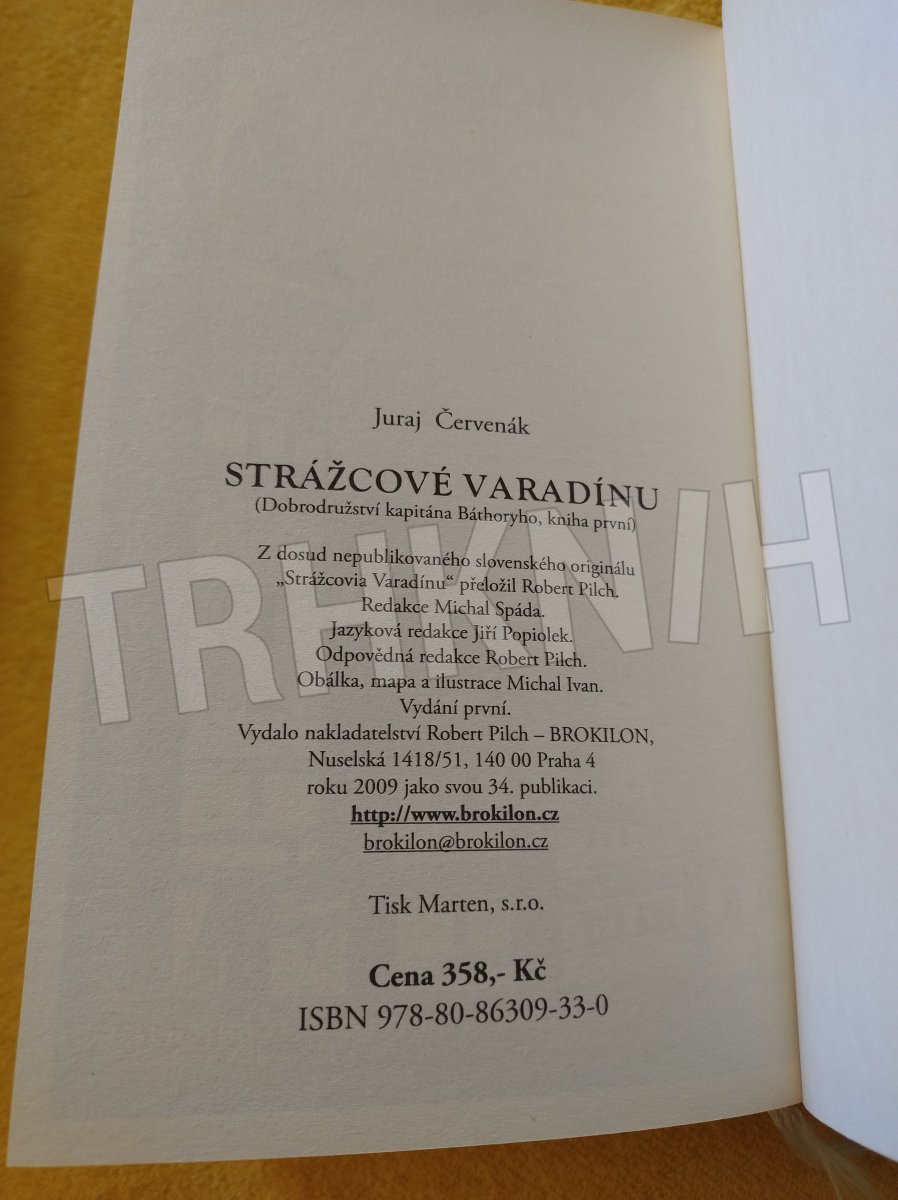 Juraj Červenák
STRÁŽCOVÉ VARADÍNU
(Dobrodružství kapitána Báthoryho, kniha první)
Z dosud nepublikovaného slovenského originálu
„Strážcovia Varadínu“ přeložil Robert Pilch.
Redakce Michal Spáda.
Jazyková redakce Jiří Popiolek.
Odpovědná redakce Robert Pilch.
Obálka, mapa a ilustrace Michal Ivan.
Vydání první.
Vydalo nakladatelství Robert Pilch – BROKILON,
Nuselská 1418/51, 140 00 Praha 4
roku 2009 jako svou 34. publikaci.
http://www.brokilon.cz
brokilon@brokilon.cz
Tisk Marten, s.r.o.
Cena 358,- Kč
ISBN 978-80-86309-33-0
TRHKNIH